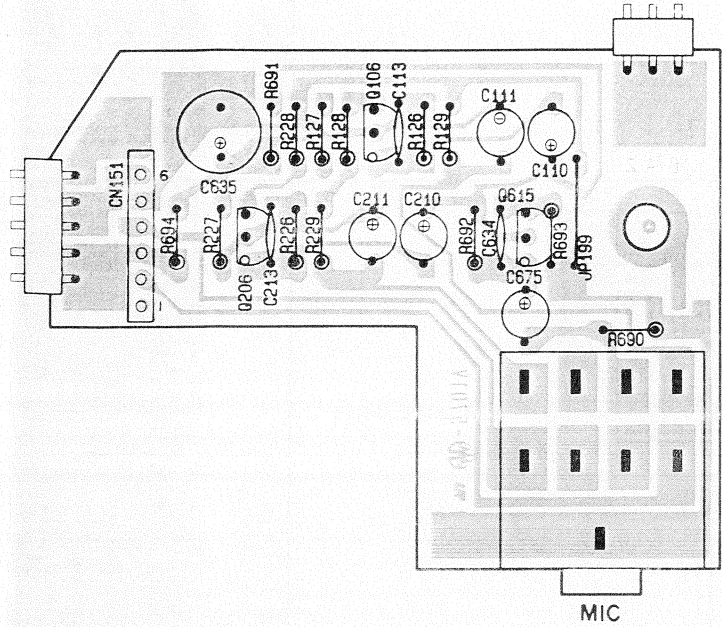 R691
Q106
C113
C111
R228
R127
R128
R126
R129
C110
C635
CN151
6
1
R694
R227
Q206
C213
R226
R229
C211
C210
R692
C634
Q615
R693
JP199
C675
R690
MIC